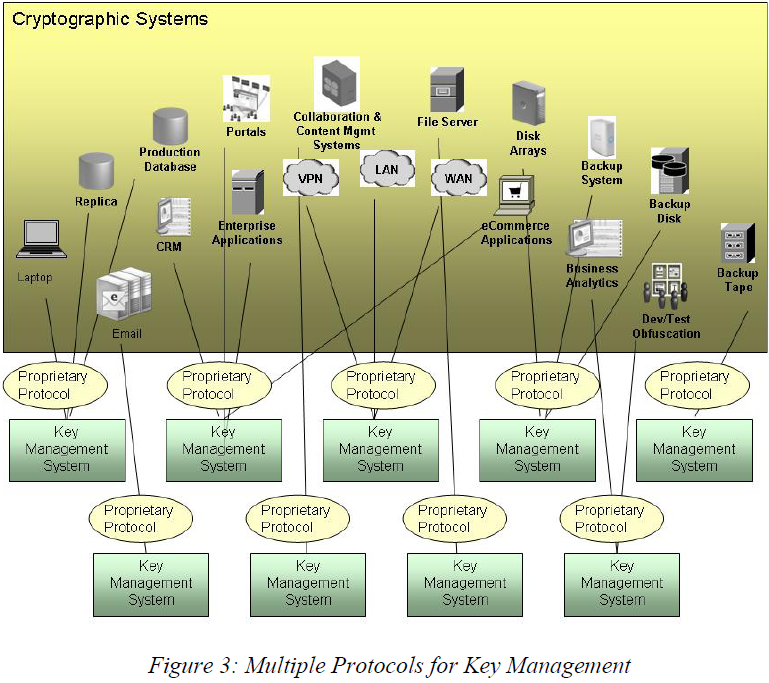 Cryptographic Systems
Portals
Collaboration &
Content Mgmt
Systems
File Server
Disk
Arrays
Production
Database
Backup
System
VPN
LAN
WAN
Replica
Enterprise
Applications
eCommerce
Applications
Backup
Disk
CRM
Laptop
Business
Analytics
Backup
Tape
Email
Dev/Test
Obfuscation
Proprietary
Protocol
Proprietary
Protocol
Proprietary
Protocol
Proprietary
Protocol
Proprietary
Protocol
Key
Management
System
Key
Management
System
Key
Management
System
Key
Management
System
Key
Management
System
Proprietary
Protocol
Proprietary
Protocol
Proprietary
Protocol
Proprietary
Protocol
Key
Management
System
Key
Management
System
Key
Management
System
Key
Management
System
Figure 3: Multiple Protocols for Key Management